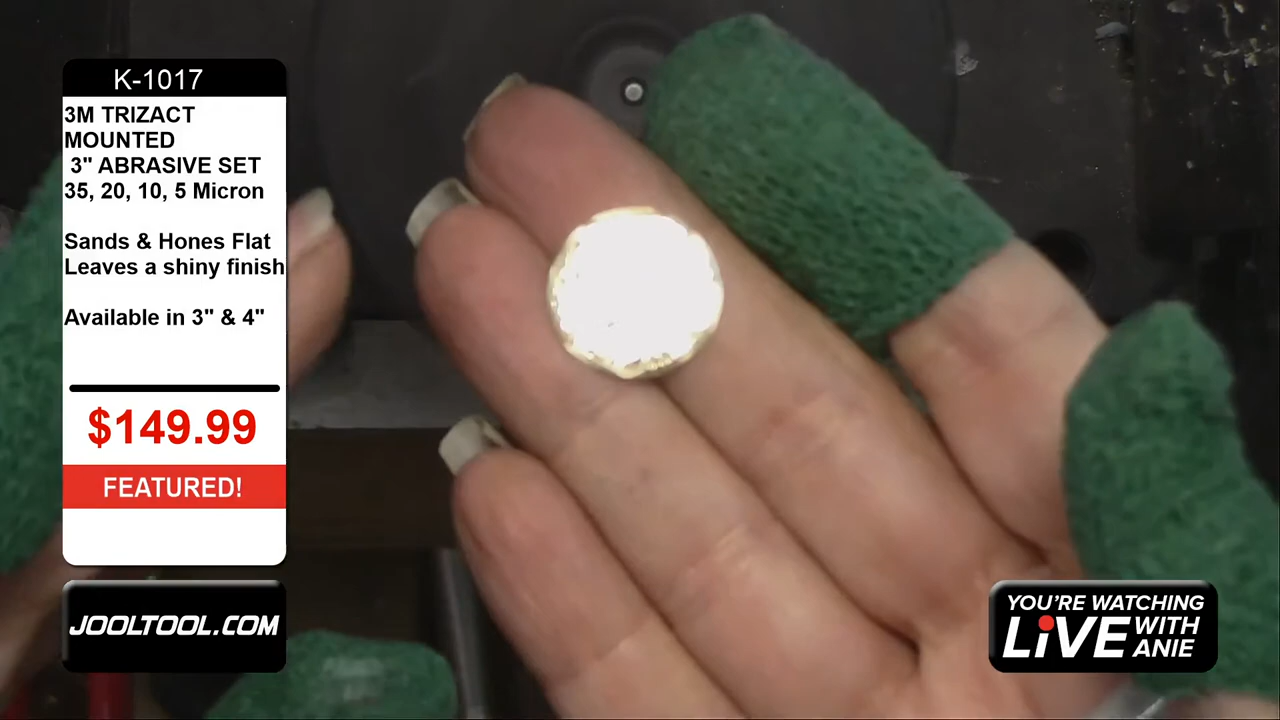 K-1017
3M TRIZACT
MOUNTED
3" ABRASIVE SET
35, 20, 10, 5 Micron
Sands & Hones Flat
Leaves a shiny finish
Available in 3" & 4"
$149.99
FEATURED!
JOOLTOOL.COM
YOU'RE WATCHING
LiVE WITH
ANIE